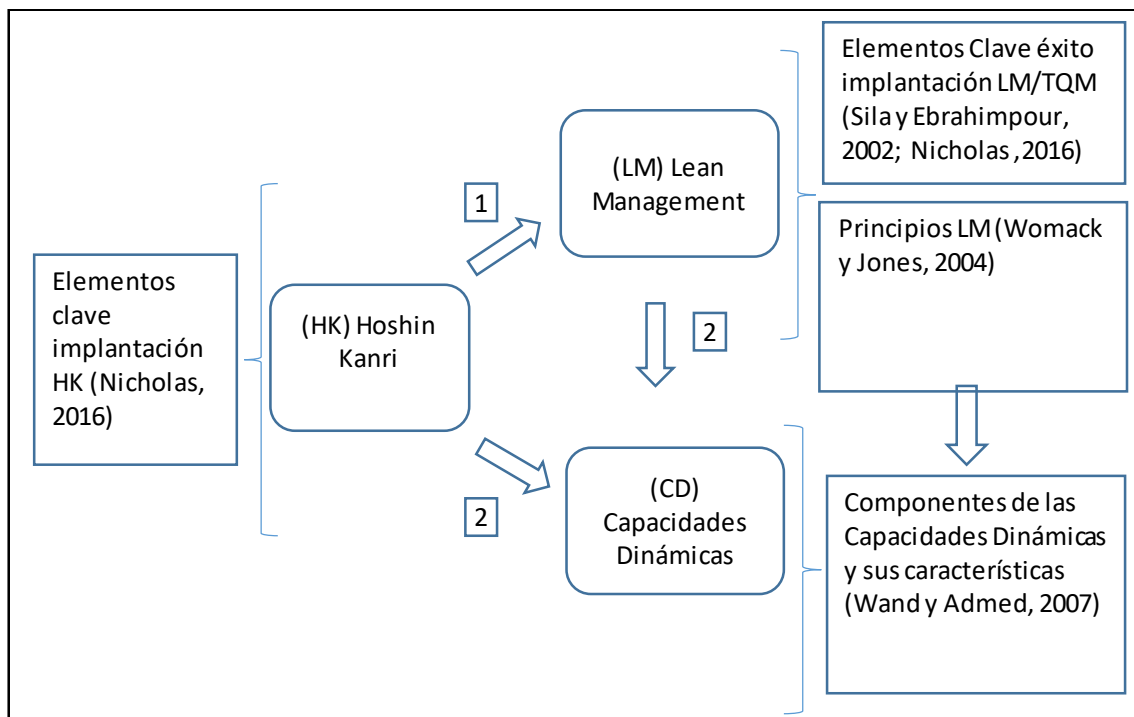 Elementos
clave
implantación
HK (Nicholas,
2016)
(HK) Hoshin
Kanri
1
2
(LM) Lean
Management
2
(CD)
Capacidades
Dinámicas
Elementos Clave éxito
implantación LM/TQM
(Sila y Ebrahimpour,
2002; Nicholas ,2016)
Principios LM (Womack
y Jones, 2004)
Componentes de las
Capacidades Dinámicas
y sus características
(Wand y Admed, 2007)